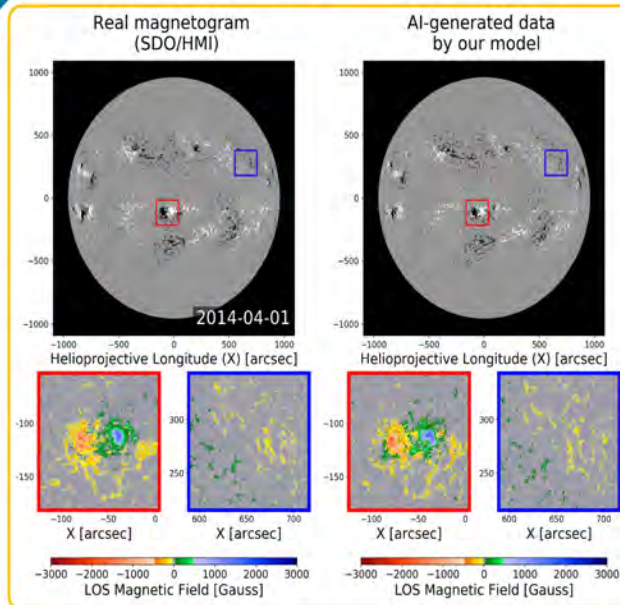 Real magnetogram
(SDO/HMI)
AI-generated data
by our model
1000
500
0
−500
−1000
2014-04-01
−1000 −500 0 500 1000
Helioprojective Longitude (X) [arcsec]
1000
500
0
−500
−1000
−1000 −500 0 500 1000
Helioprojective Longitude (X) [arcsec]
−100
−150
−100 −50 0
X [arcsec]
300
250
600 650 700
X [arcsec]
−100
−150
−100 −50 0
X [arcsec]
300
250
600 650 700
X [arcsec]
−3000 −2000 −1000 0 1000 2000 3000
LOS Magnetic Field [Gauss]
−3000 −2000 −1000 0 1000 2000 3000
LOS Magnetic Field [Gauss]